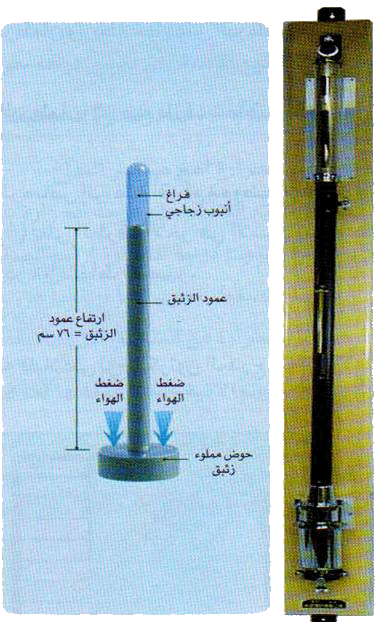 فراغ
أنبوب زجاجي
عمود الزئبق
ارتفاع عمود
الزئبق = ٧٦ سم
ضغط
الهواء
ضغط
الهواء
حوض مملوء
زئبق